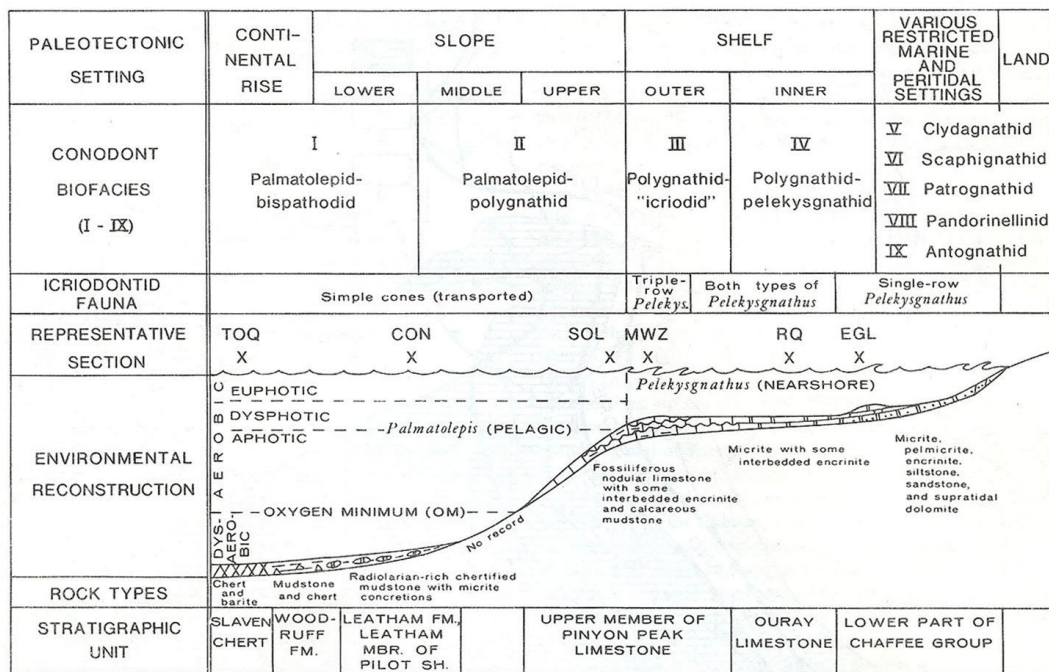 PALEOTECTONIC
SETTING
CONTI-
NENTAL
RISE
SLOPE
LOWER
MIDDLE
UPPER
SHELF
OUTER
INNER
VARIOUS
RESTRICTED
MARINE
AND
PERITIDAL
SETTINGS
LAND
CONODONT
BIOFACIES
(I - IX)
I
Palmatolepid-
bispathodid
II
Palmatolepid-
polygnathid
III
Polygnathid-
"icriodid"
IV
Polygnathid-
pelekysgnathid
V Clydagnathid
VI Scaphignathid
VII Patrognathid
VIII Pandorinellinid
IX Antognathid
ICRIODONTID
FAUNA
Simple cones (transported)
Triple-
row
Pelekys.
Both types of
Pelekysgnathus
Single-row
Pelekysgnathus
REPRESENTATIVE
SECTION
TOQ
X
CON
X
SOL
X
MWZ
X
RQ
X
EGL
X
ENVIRONMENTAL
RECONSTRUCTION
AEROBIC
DYS-
AERO-
BIC
EUPHOTIC
DYSPHOTIC
APHOTIC
Palmatolepis (PELAGIC)
Pelekysgnathus (NEARSHORE)
OXYGEN MINIMUM (OM)
No record
Fossiliferous
nodular limestone
with some
interbedded encrinite
and calcareous
mudstone
Micrite with some
interbedded encrinite
Micrite,
pelmicrite,
encrinite,
siltstone,
sandstone,
and supratidal
dolomite
ROCK TYPES
Chert
and
barite
Mudstone
and chert
Radiolarian-rich chertified
mudstone with micrite
concretions
STRATIGRAPHIC
UNIT
SLAVEN
CHERT
WOOD-
RUFF
FM.
LEATHAM FM.,
LEATHAM
MBR. OF
PILOT SH.
UPPER MEMBER OF
PINYON PEAK
LIMESTONE
OURAY
LIMESTONE
LOWER PART OF
CHAFFEE GROUP